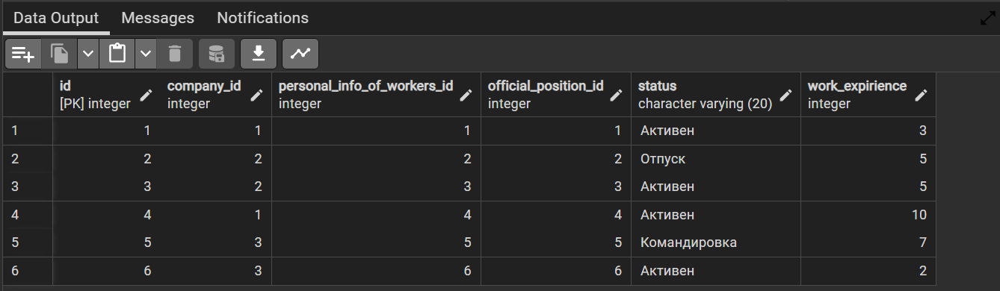 Data Output Messages Notifications
id company_id personal_info_of_workers_id official_position_id status work_expirience
[PK] integer integer integer integer character varying (20) integer
1 1 1 1 1 Активен 3
2 2 2 2 2 Отпуск 5
3 3 2 3 3 Активен 5
4 4 1 4 4 Активен 10
5 5 3 5 5 Командировка 7
6 6 3 6 6 Активен 2